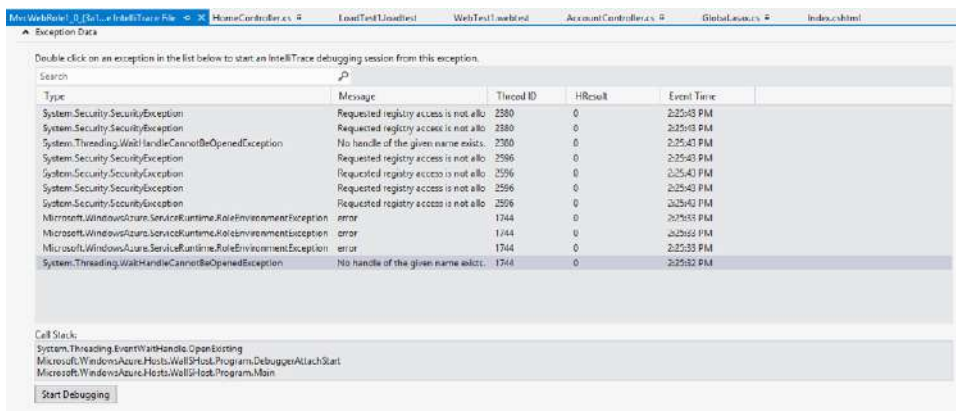 MvcWebRole1_0_(3a1...e IntelliTrace File HomeController.cs LoadTest1.loadtest WebTest1.webtest AccountController.cs Global.asax.cs Index.cshtml
Exception Data
Double click on an exception in the list below to start an IntelliTrace debugging session from this exception.
Search
Type Message Thread ID HResult Event Time
System.Security.SecurityException Requested registry access is not allo 2380 0 2:25:43 PM
System.Security.SecurityException Requested registry access is not allo 2380 0 2:25:43 PM
System.Threading.WaitHandleCannotBeOpenedException No handle of the given name exists. 2380 0 2:25:43 PM
System.Security.SecurityException Requested registry access is not allo 2596 0 2:25:43 PM
System.Security.SecurityException Requested registry access is not allo 2596 0 2:25:43 PM
System.Security.SecurityException Requested registry access is not allo 2596 0 2:25:43 PM
System.Security.SecurityException Requested registry access is not allo 2596 0 2:25:42 PM
Microsoft.WindowsAzure.ServiceRuntime.RoleEnvironmentException error 1744 0 2:25:33 PM
Microsoft.WindowsAzure.ServiceRuntime.RoleEnvironmentException error 1744 0 2:25:33 PM
Microsoft.WindowsAzure.ServiceRuntime.RoleEnvironmentException error 1744 0 2:25:33 PM
System.Threading.WaitHandleCannotBeOpenedException No handle of the given name exists. 1744 0 2:25:32 PM
Call Stack:
System.Threading.EventWaitHandle.OpenExisting
Microsoft.WindowsAzure.Hosts.WaIISHost.Program.DebuggerAttachStart
Microsoft.WindowsAzure.Hosts.WaIISHost.Program.Main
Start Debugging